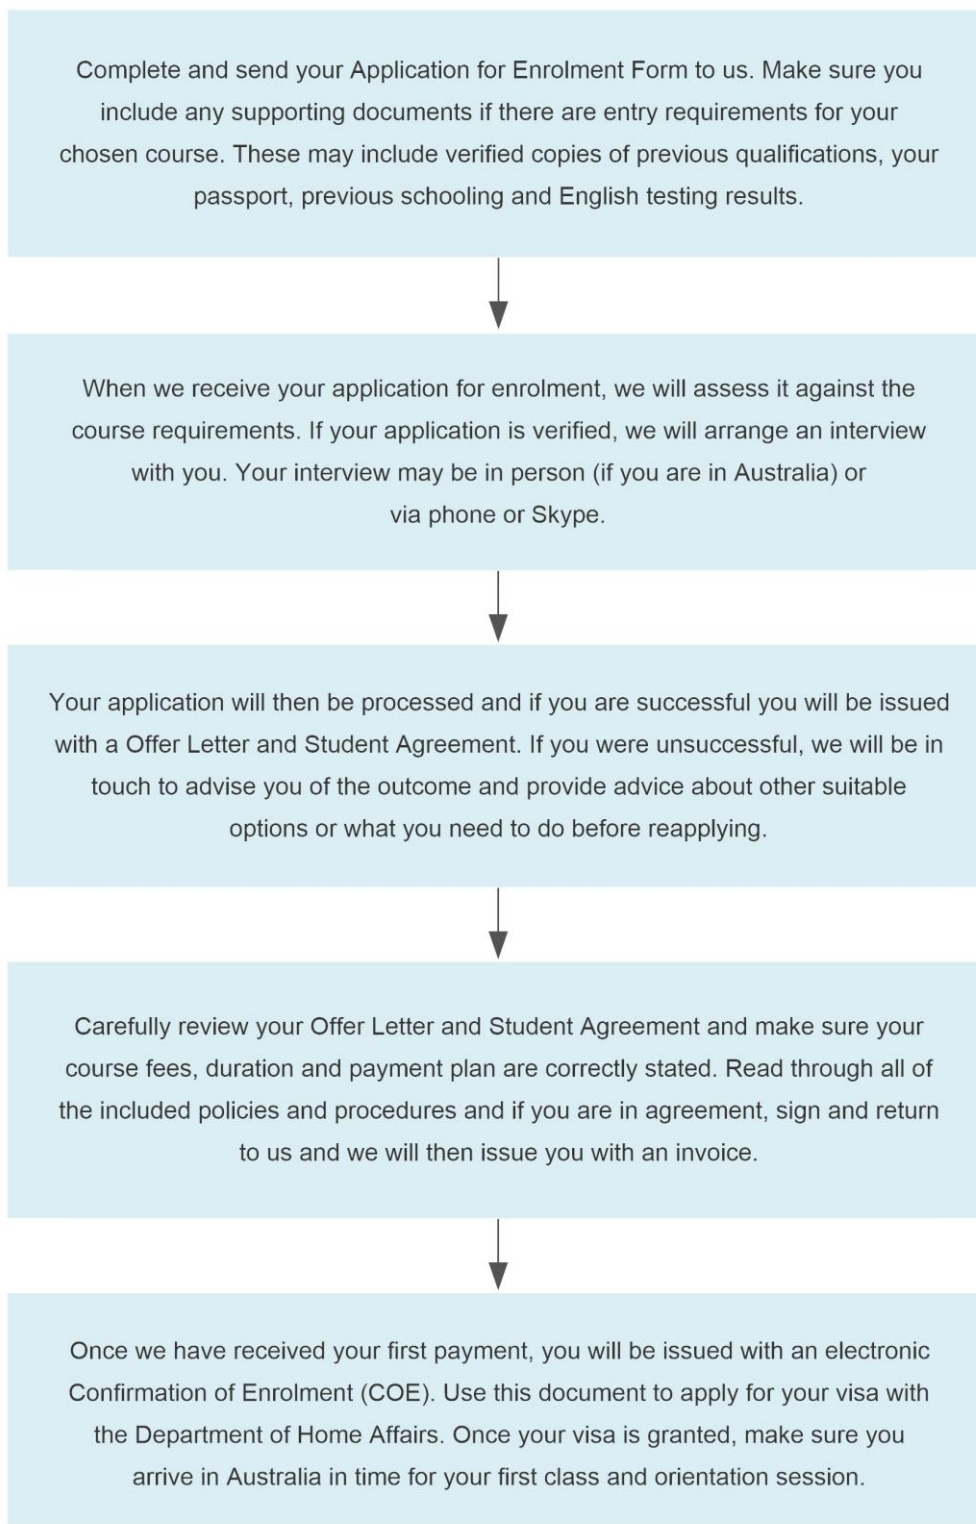 Complete and send your Application for Enrolment Form to us. Make sure you
include any supporting documents if there are entry requirements for your
chosen course. These may include verified copies of previous qualifications, your
passport, previous schooling and English testing results.
When we receive your application for enrolment, we will assess it against the
course requirements. If your application is verified, we will arrange an interview
with you. Your interview may be in person (if you are in Australia) or
via phone or Skype.
Your application will then be processed and if you are successful you will be issued
with a Offer Letter and Student Agreement. If you were unsuccessful, we will be in
touch to advise you of the outcome and provide advice about other suitable
options or what you need to do before reapplying.
Carefully review your Offer Letter and Student Agreement and make sure your
course fees, duration and payment plan are correctly stated. Read through all of
the included policies and procedures and if you are in agreement, sign and return
to us and we will then issue you with an invoice.
Once we have received your first payment, you will be issued with an electronic
Confirmation of Enrolment (COE). Use this document to apply for your visa with
the Department of Home Affairs. Once your visa is granted, make sure you
arrive in Australia in time for your first class and orientation session.